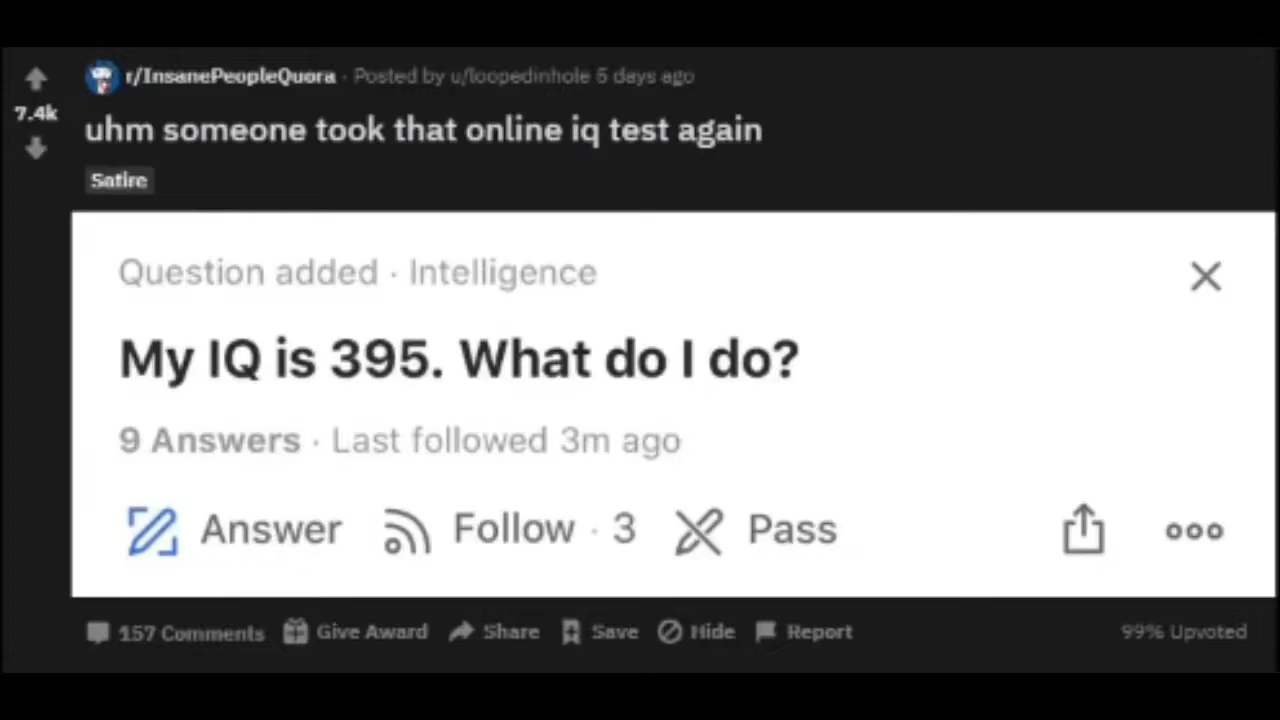 r/InsanePeopleQuora · Posted by u/loopedinhole 5 days ago
7.4k
uhm someone took that online iq test again
Satire
Question added · Intelligence
My IQ is 395. What do I do?
9 Answers · Last followed 3m ago
Answer Follow · 3 Pass
157 Comments Give Award Share Save Hide Report 99% Upvoted